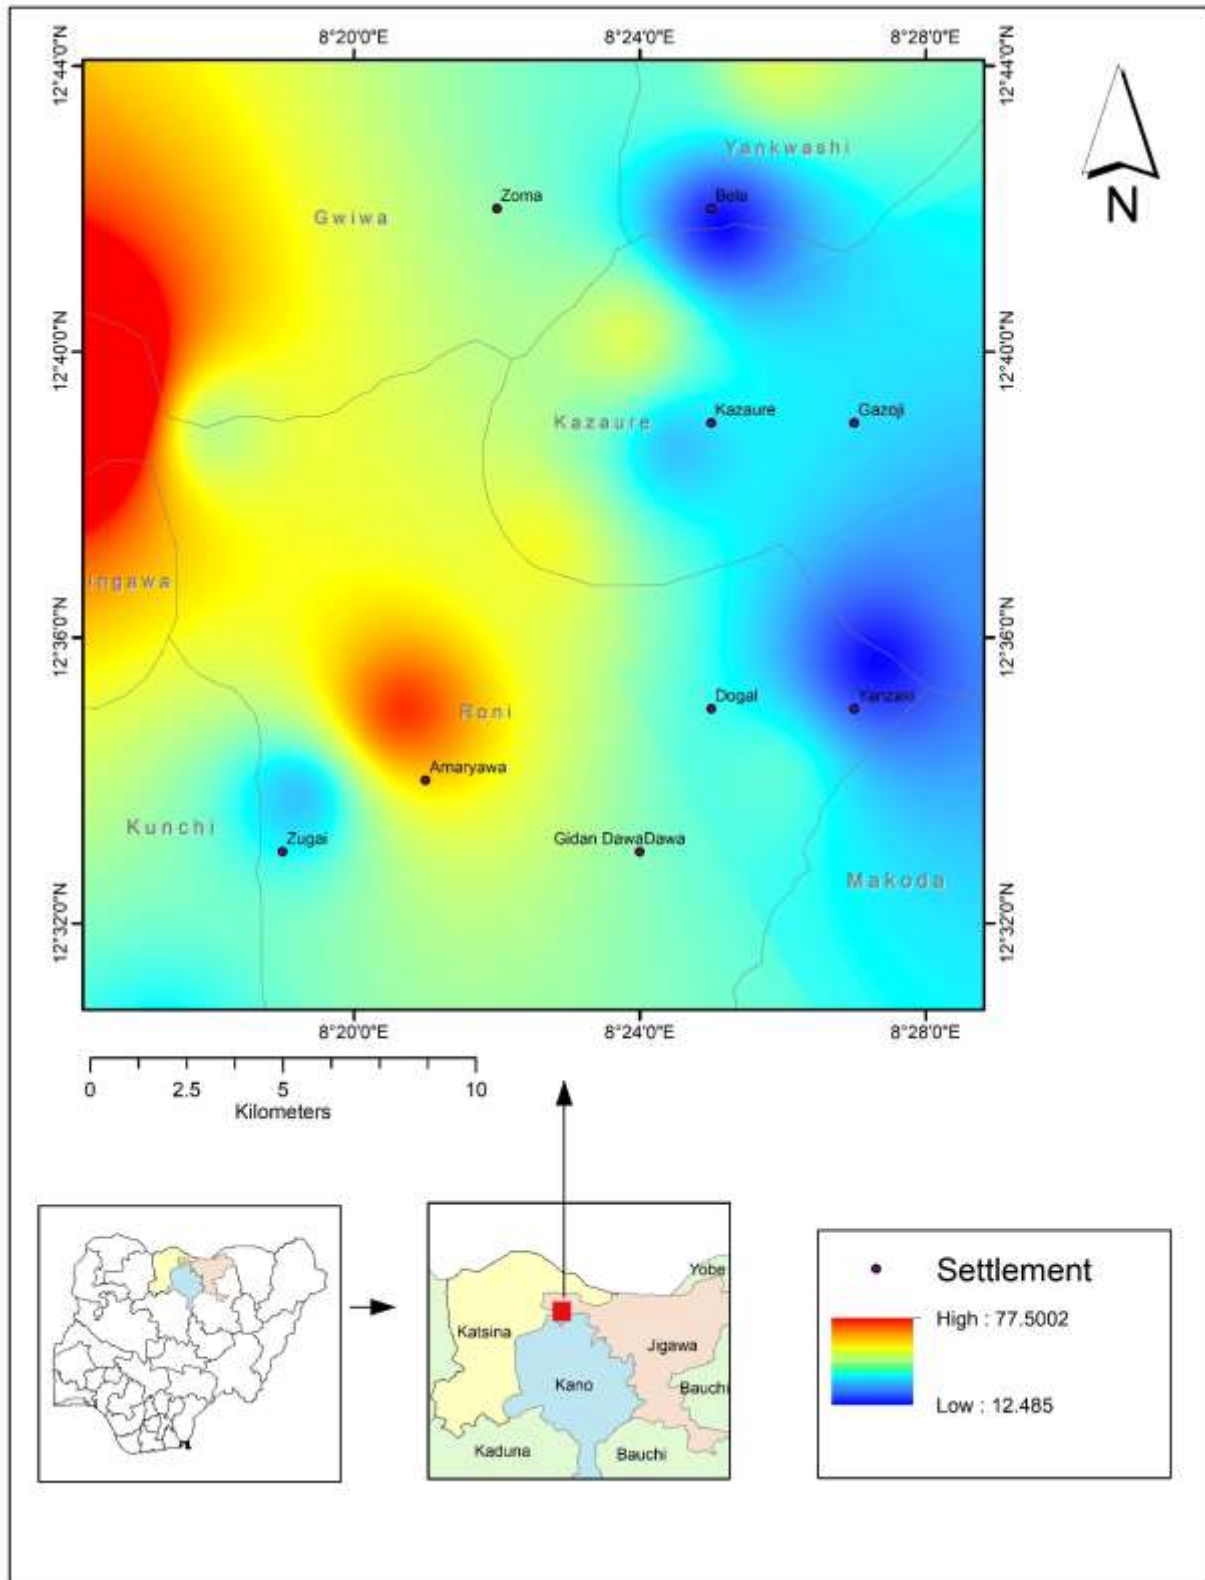 8°20'0"E 8°24'0"E 8°28'0"E
12°44'0"N 12°44'0"N
N
Yankwashi
Zoma Bela
Gwiwa
12°40'0"N 12°40'0"N
Kazaure Kazaure Gazoji
Ingawa
12°36'0"N 12°36'0"N
Dogal Yanzaki
Roni
Amaryawa
Kunchi
Zugai Gidan DawaDawa
Makoda
12°32'0"N 12°32'0"N
8°20'0"E 8°24'0"E 8°28'0"E
0 2.5 5 10
Kilometers
Yobe
Katsina Jigawa
Kano Bauchi
Kaduna Bauchi
Settlement
High : 77.5002
Low : 12.485